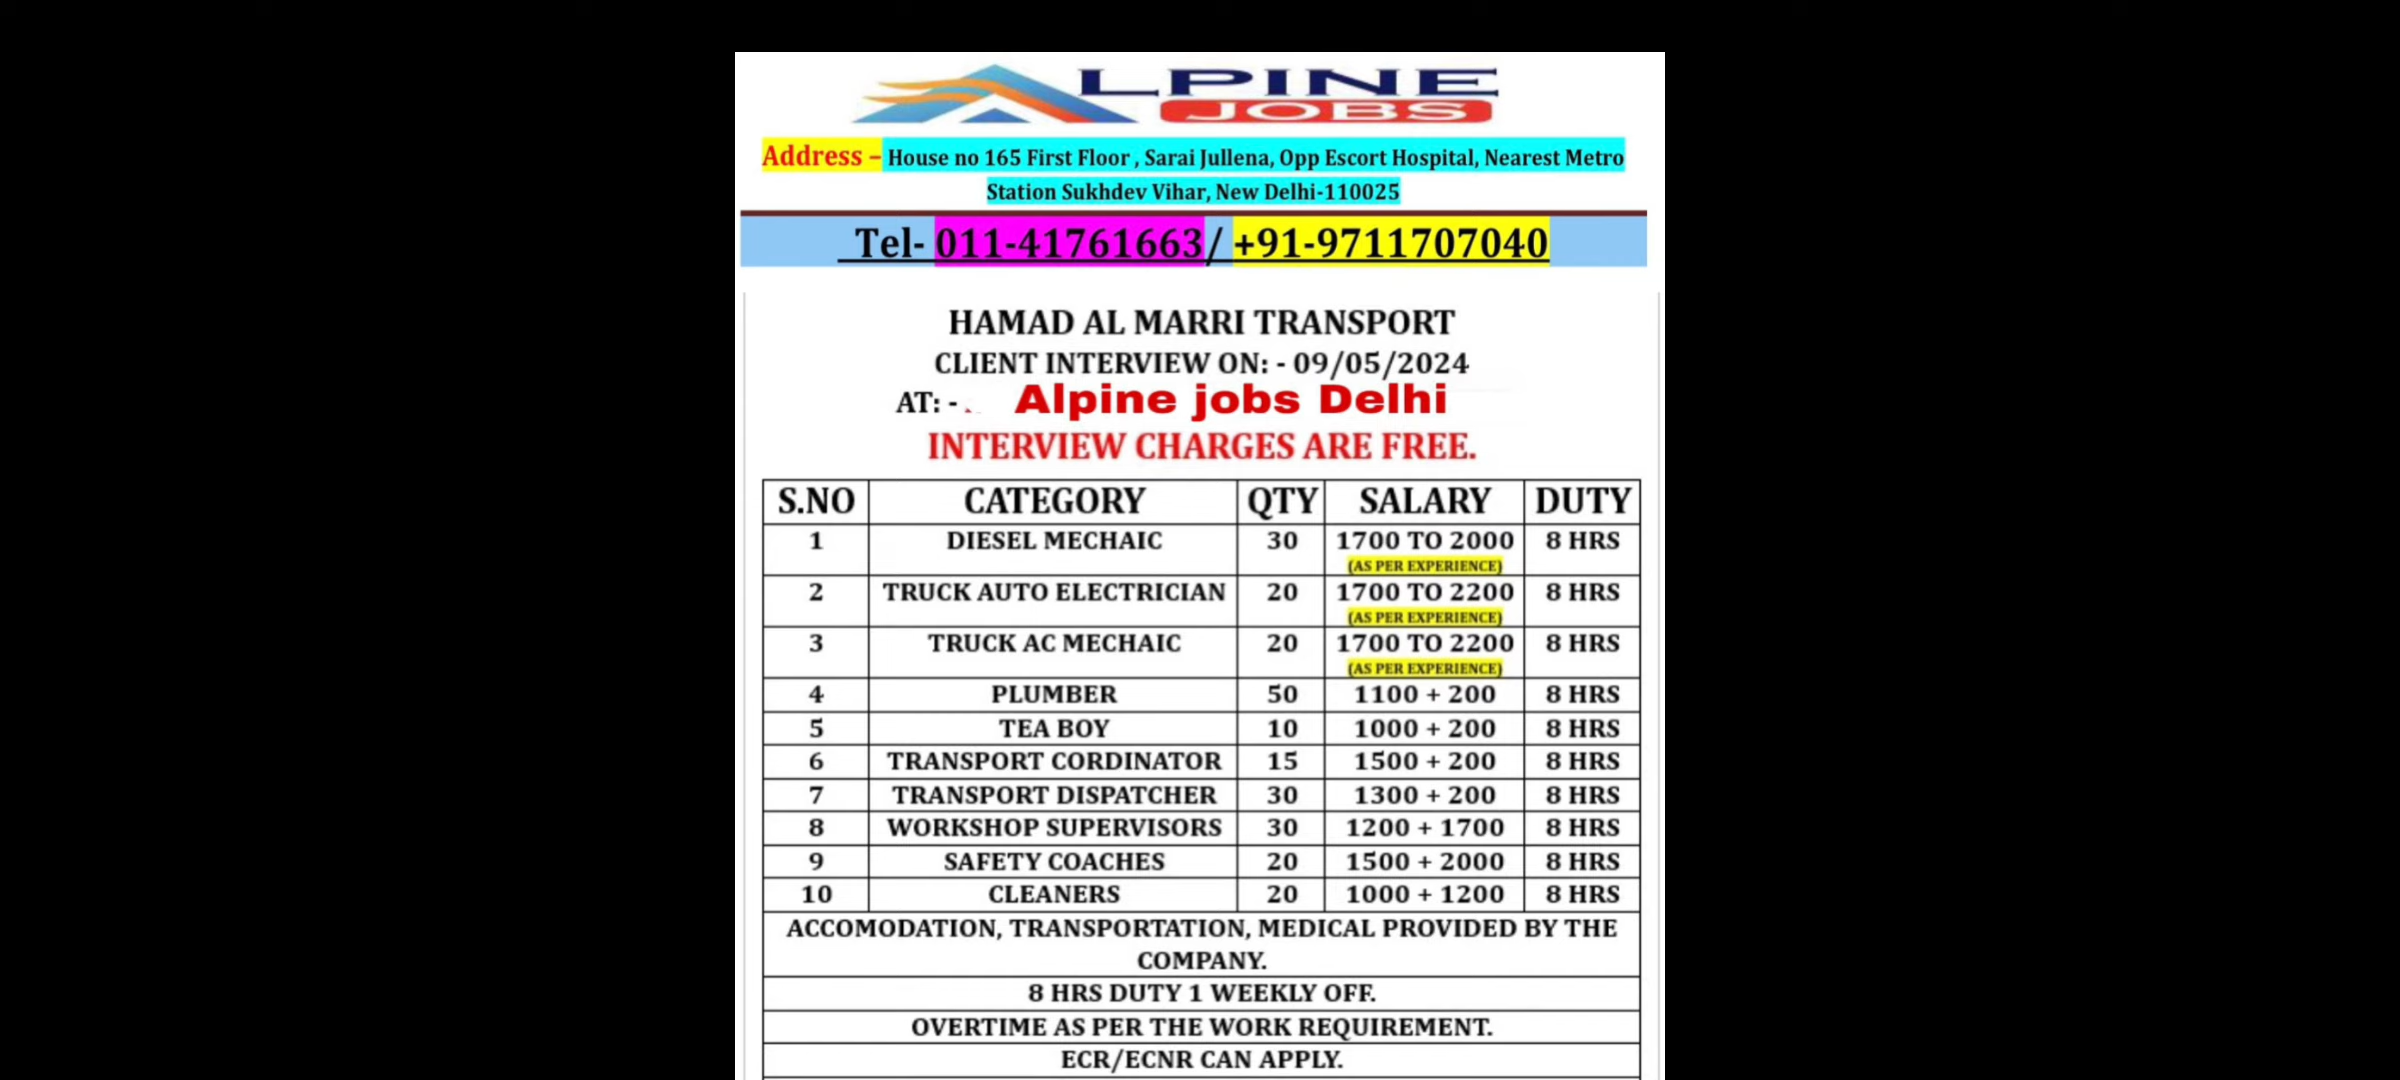 ALPINE
JOBS
Address – House no 165 First Floor , Sarai Jullena, Opp Escort Hospital, Nearest Metro
Station Sukhdev Vihar, New Delhi-110025
Tel- 011-41761663/ +91-9711707040
HAMAD AL MARRI TRANSPORT
CLIENT INTERVIEW ON: - 09/05/2024
AT: - Alpine jobs Delhi
INTERVIEW CHARGES ARE FREE.
S.NO CATEGORY QTY SALARY DUTY
1 DIESEL MECHAIC 30 1700 TO 2000 8 HRS
(AS PER EXPERIENCE)
2 TRUCK AUTO ELECTRICIAN 20 1700 TO 2200 8 HRS
(AS PER EXPERIENCE)
3 TRUCK AC MECHAIC 20 1700 TO 2200 8 HRS
(AS PER EXPERIENCE)
4 PLUMBER 50 1100 + 200 8 HRS
5 TEA BOY 10 1000 + 200 8 HRS
6 TRANSPORT CORDINATOR 15 1500 + 200 8 HRS
7 TRANSPORT DISPATCHER 30 1300 + 200 8 HRS
8 WORKSHOP SUPERVISORS 30 1200 + 1700 8 HRS
9 SAFETY COACHES 20 1500 + 2000 8 HRS
10 CLEANERS 20 1000 + 1200 8 HRS
ACCOMODATION, TRANSPORTATION, MEDICAL PROVIDED BY THE
COMPANY.
8 HRS DUTY 1 WEEKLY OFF.
OVERTIME AS PER THE WORK REQUIREMENT.
ECR/ECNR CAN APPLY.